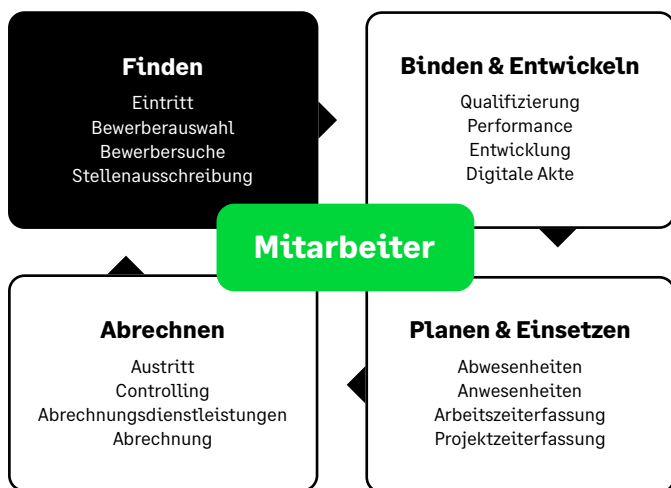 Finden
Eintritt
Bewerberauswahl
Bewerbersuche
Stellenausschreibung
Binden & Entwickeln
Qualifizierung
Performance
Entwicklung
Digitale Akte
Mitarbeiter
Abrechnen
Austritt
Controlling
Abrechnungsdienstleistungen
Abrechnung
Planen & Einsetzen
Abwesenheiten
Anwesenheiten
Arbeitszeiterfassung
Projektzeiterfassung